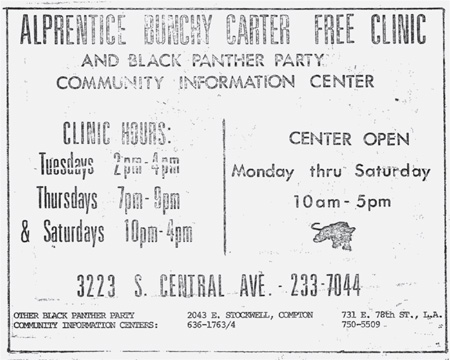 ALPRENTICE BUNCHY CARTER FREE CLINIC
AND BLACK PANTHER PARTY
COMMUNITY INFORMATION CENTER
CLINIC HOURS:
Tuesdays 2pm-4pm
Thursdays 7pm-9pm
& Saturdays 10pm-4pm
CENTER OPEN
Monday thru Saturday
10am-5pm
3223 S. CENTRAL AVE. - 233-7044
OTHER BLACK PANTHER PARTY
COMMUNITY INFORMATION CENTERS:
2043 E. STOCKWELL, COMPTON
636-1763/4
731 E. 78th ST., L.A.
750-5509